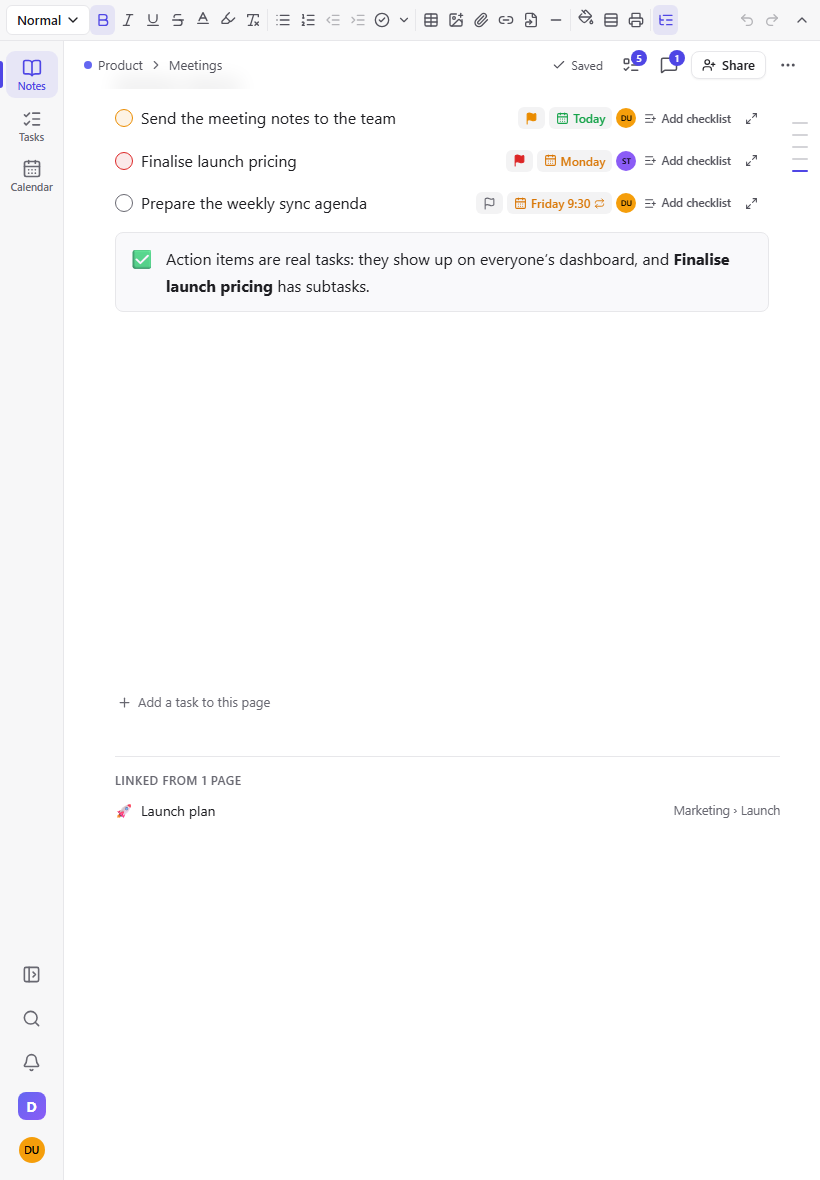 Normal
Notes
Tasks
Calendar
Product
Meetings
Saved
5
1
Share
Send the meeting notes to the team
Today
DU
Add checklist
Finalise launch pricing
Monday
ST
Add checklist
Prepare the weekly sync agenda
Friday 9:30
DU
Add checklist
Action items are real tasks: they show up on everyone's dashboard, and Finalise
launch pricing has subtasks.
Add a task to this page
LINKED FROM 1 PAGE
Launch plan
Marketing › Launch
D
DU